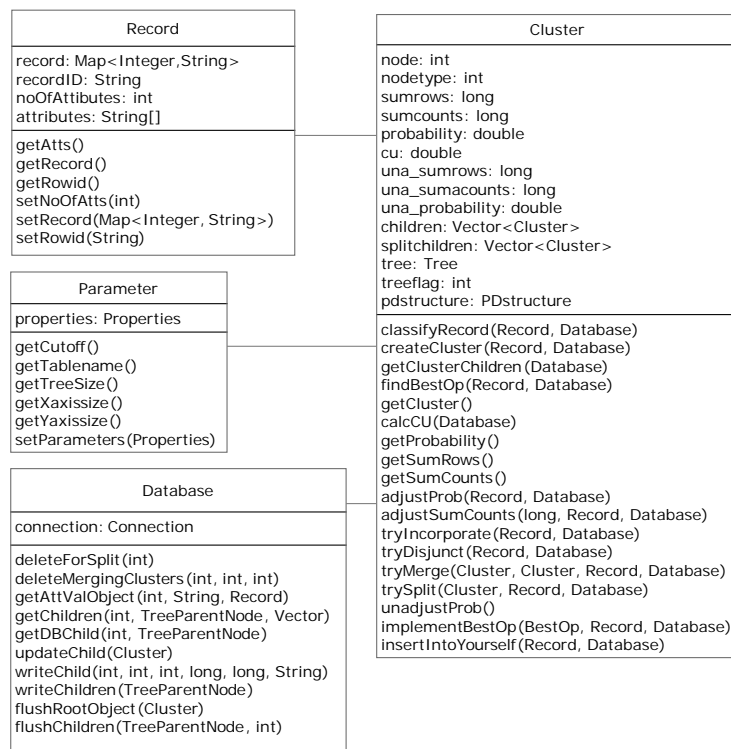 Record
record: Map<Integer,String>
recordID: String
noOfAttibutes: int
attributes: String[]
getAtts()
getRecord()
getRowid()
setNoOfAtts(int)
setRecord(Map<Integer, String>)
setRowid(String)
Parameter
properties: Properties
getCutoff()
getTablename()
getTreeSize()
getXaxissize()
getYaxissize()
setParameters(Properties)
Database
connection: Connection
deleteForSplit(int)
deleteMergingClusters(int, int, int)
getAttValObject(int, String, Record)
getChildren(int, TreeParentNode, Vector)
getDBChild(int, TreeParentNode)
updateChild(Cluster)
writeChild(int, int, int, long, long, String)
writeChildren(TreeParentNode)
flushRootObject(Cluster)
flushChildren(TreeParentNode, int)
Cluster
node: int
nodetype: int
sumrows: long
sumcounts: long
probability: double
cu: double
una_sumrows: long
una_sumacounts: long
una_probability: double
children: Vector<Cluster>
splitchildren: Vector<Cluster>
tree: Tree
treeflag: int
pdstructure: PDstructure
classifyRecord(Record, Database)
createCluster(Record, Database)
getClusterChildren(Database)
findBestOp(Record, Database)
getCluster()
calcCU(Database)
getProbability()
getSumRows()
getSumCounts()
adjustProb(Record, Database)
adjustSumCounts(long, Record, Database)
tryIncorporate(Record, Database)
tryDisjunct(Record, Database)
tryMerge(Cluster, Cluster, Record, Database)
trySplit(Cluster, Record, Database)
unadjustProb()
implementBestOp(BestOp, Record, Database)
insertIntoYourself(Record, Database)